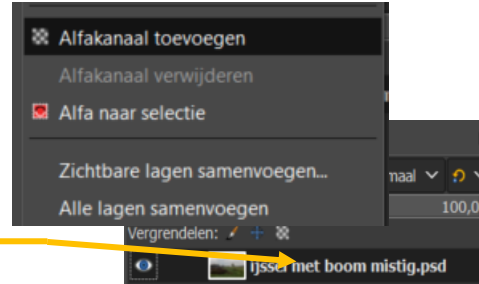 Alfakanaal toevoegen
Alfakanaal verwijderen
Alfa naar selectie
Zichtbare lagen samenvoegen...
Alle lagen samenvoegen
maal
100,0
Vergrendelen:
ijssel met boom mistig.psd